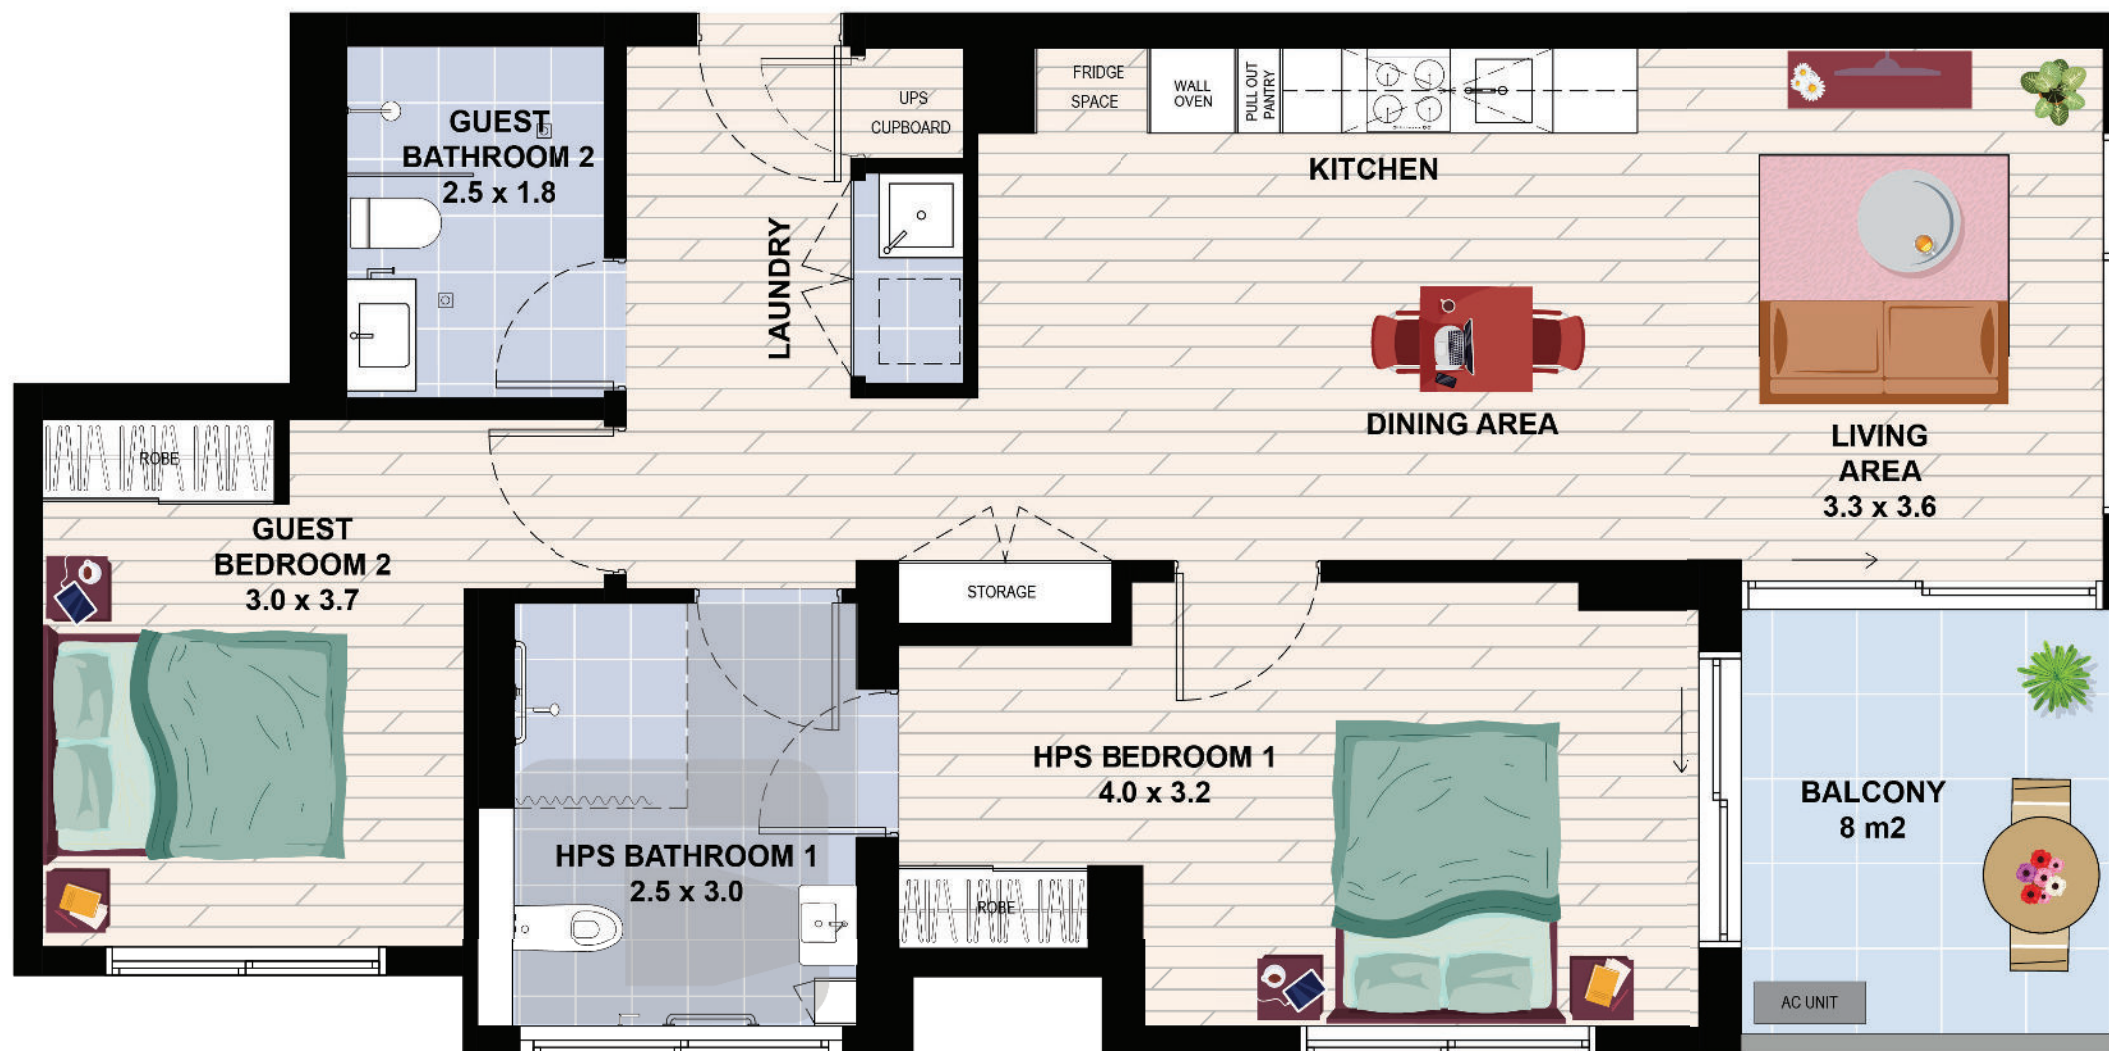 GUEST
BATHROOM 2
2.5 x 1.8
UPS
CUPBOARD
FRIDGE
SPACE
WALL
OVEN
PULL OUT
PANTRY
KITCHEN
LAUNDRY
DINING AREA
LIVING
AREA
3.3 x 3.6
ROBE
GUEST
BEDROOM 2
3.0 x 3.7
STORAGE
HPS BEDROOM 1
4.0 x 3.2
BALCONY
8 m2
HPS BATHROOM 1
2.5 x 3.0
ROBE
AC UNIT